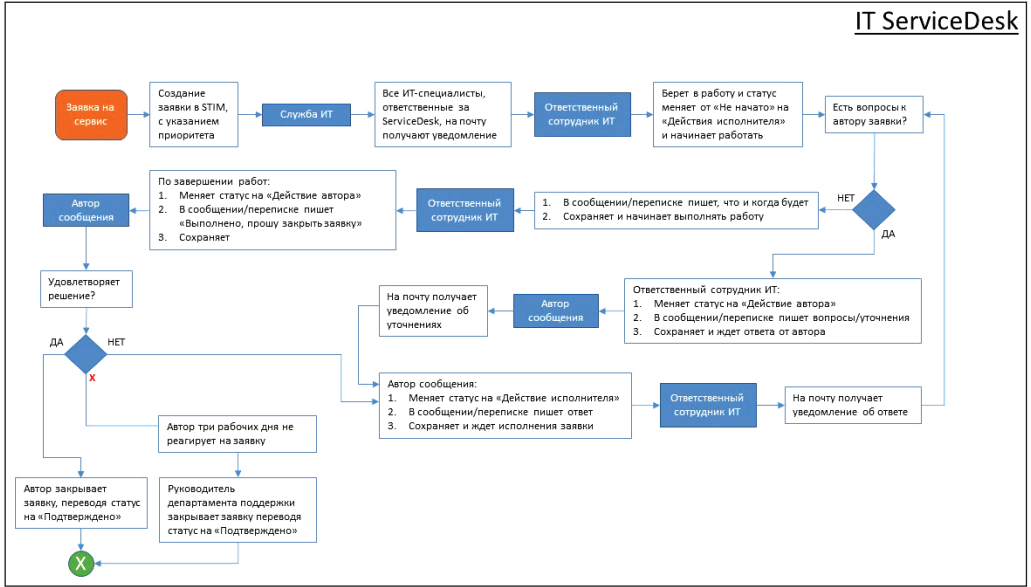 IT ServiceDesk
Заявка на
сервис
Создание
заявки в STIM,
с указанием
приоритета
Служба ИТ
Все ИТ-специалисты,
ответственные за
ServiceDesk, на почту
получают уведомление
Ответственный
сотрудник ИТ
Берет в работу и статус
меняет от «Не начато» на
«Действия исполнителя»
и начинает работать
Есть вопросы к
автору заявки?
НЕТ
ДА
1. В сообщении/переписке пишет, что и когда будет
2. Сохраняет и начинает выполнять работу
Ответственный
сотрудник ИТ
По завершении работ:
1. Меняет статус на «Действие автора»
2. В сообщении/переписке пишет
«Выполнено, прошу закрыть заявку»
3. Сохраняет
Автор
сообщения
Удовлетворяет
решение?
ДА
НЕТ
X
Ответственный сотрудник ИТ:
1. Меняет статус на «Действие автора»
2. В сообщении/переписке пишет вопросы/уточнения
3. Сохраняет и ждет ответа от автора
Автор
сообщения
На почту получает
уведомление об
уточнениях
Автор сообщения:
1. Меняет статус на «Действие исполнителя»
2. В сообщении/переписке пишет ответ
3. Сохраняет и ждет исполнения заявки
Ответственный
сотрудник ИТ
На почту получает
уведомление об ответе
Автор три рабочих дня не
реагирует на заявку
Автор закрывает
заявку, переводя статус
на «Подтверждено»
Руководитель
департамента поддержки
закрывает заявку переводя
статус на «Подтверждено»
X